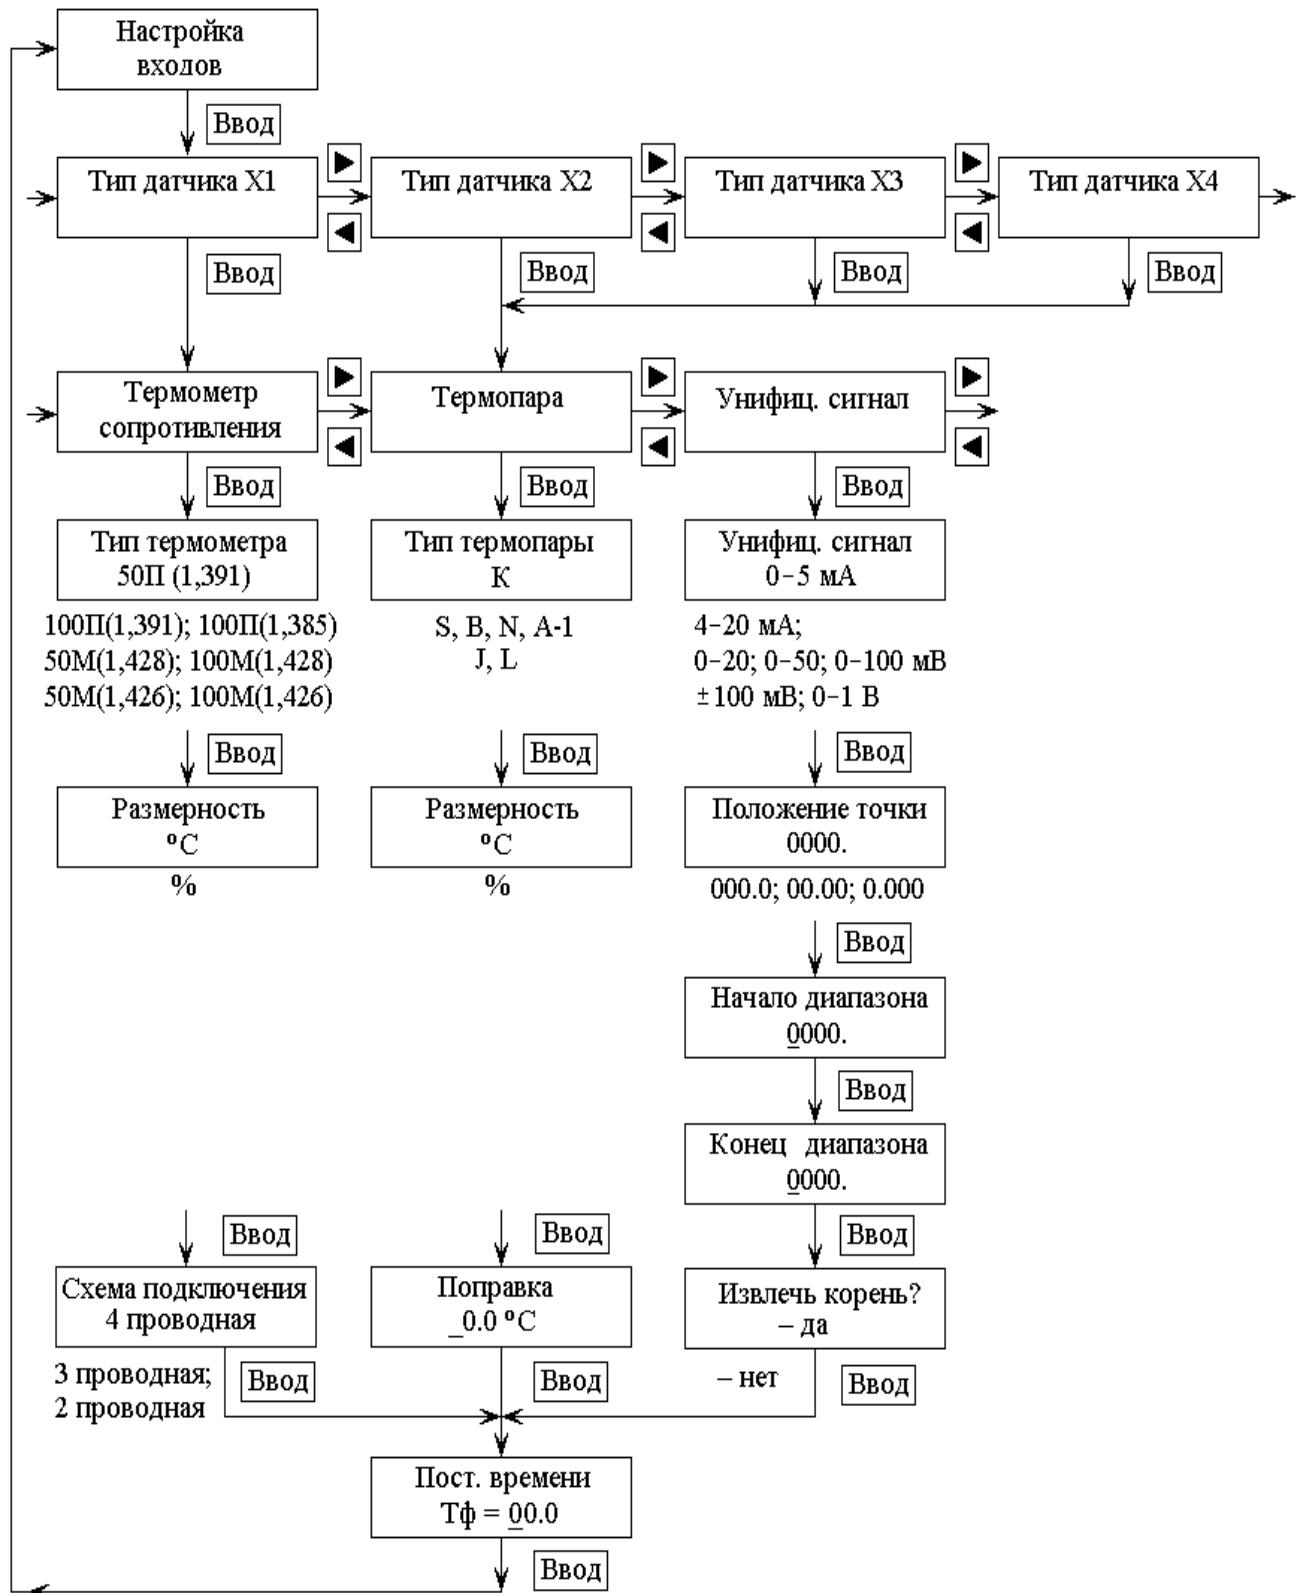 Настройка
входов
Ввод
Тип датчика X1
Тип датчика X2
Тип датчика X3
Тип датчика X4
Ввод
Ввод
Ввод
Ввод
Термометр
сопротивления
Термопара
Унифиц. сигнал
Ввод
Ввод
Ввод
Тип термометра
50П (1,391)
Тип термопары
K
Унифиц. сигнал
0−5 мА
100П(1,391); 100П(1,385)
50М(1,428); 100М(1,428)
50М(1,426); 100М(1,426)
S, B, N, A-1
J, L
4−20 мА;
0−20; 0−50; 0−100 мВ
±100 мВ; 0−1 В
Ввод
Ввод
Ввод
Размерность
ºС
%
Размерность
ºС
%
Положение точки
0000.
000.0; 00.00; 0.000
Ввод
Начало диапазона
0000.
Ввод
Конец диапазона
0000.
Ввод
Ввод
Ввод
Схема подключения
4 проводная
Поправка
_0.0 ºС
Извлечь корень?
– да
3 проводная;
2 проводная
Ввод
Ввод
– нет
Ввод
Пост. времени
Тф = 00.0
Ввод